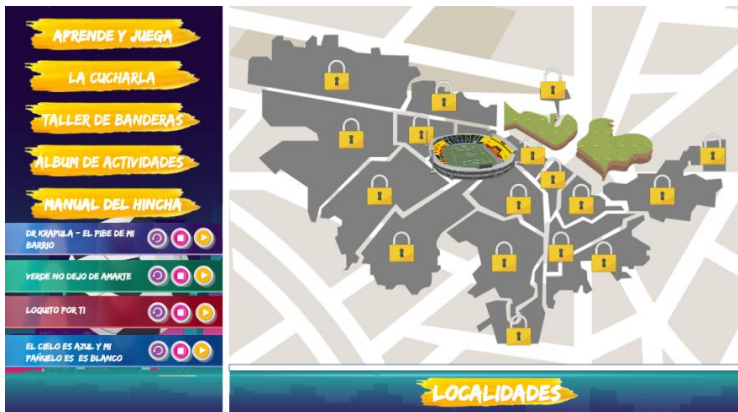 APRENDE Y JUEGA
LA CUCHARLA
TALLER DE BANDERAS
ALBUM DE ACTIVIDADES
MANUAL DEL HINCHA
DR KRAPULA - EL PIBE DE MI
BARRIO
VERDE NO DEJO DE AMARTE
LOQUITO POR TI
EL CIELO ES AZUL Y MI
PAÑUELO ES ES BLANCO
LOCALIDADES